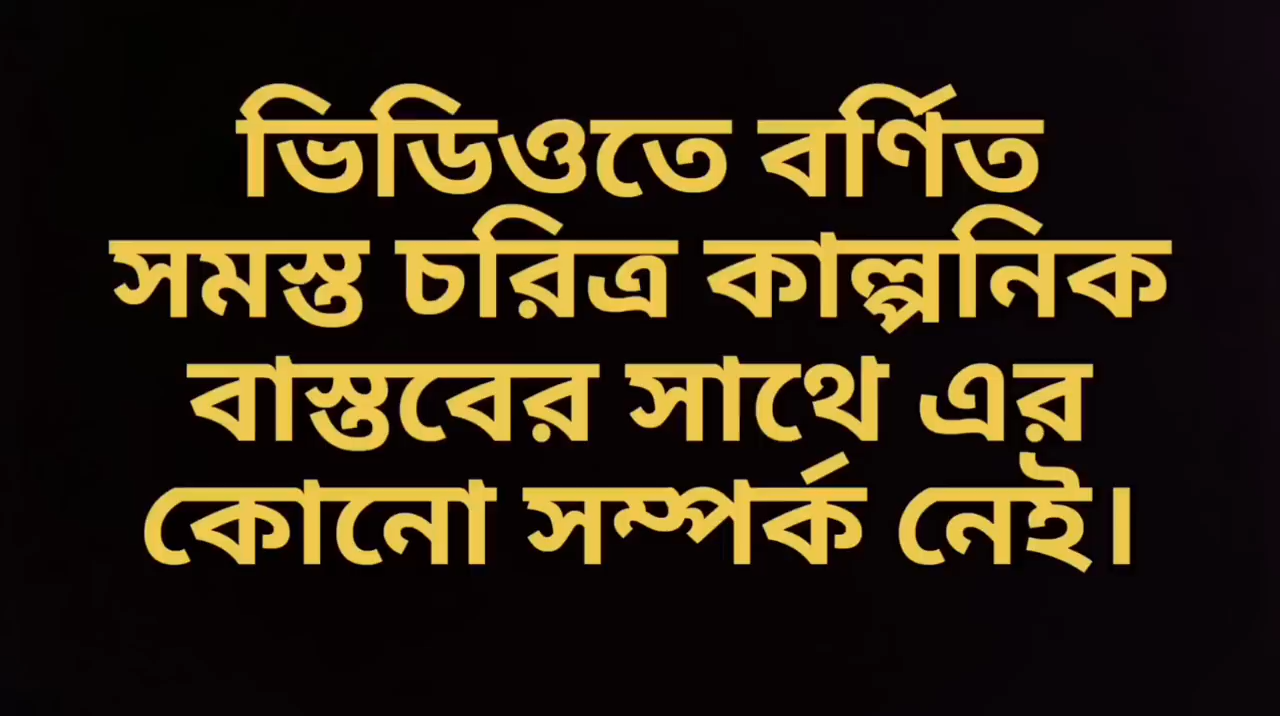 ভিডিওতে বর্ণিত
সমস্ত চরিত্র কাল্পনিক
বাস্তবের সাথে এর
কোনো সম্পর্ক নেই।